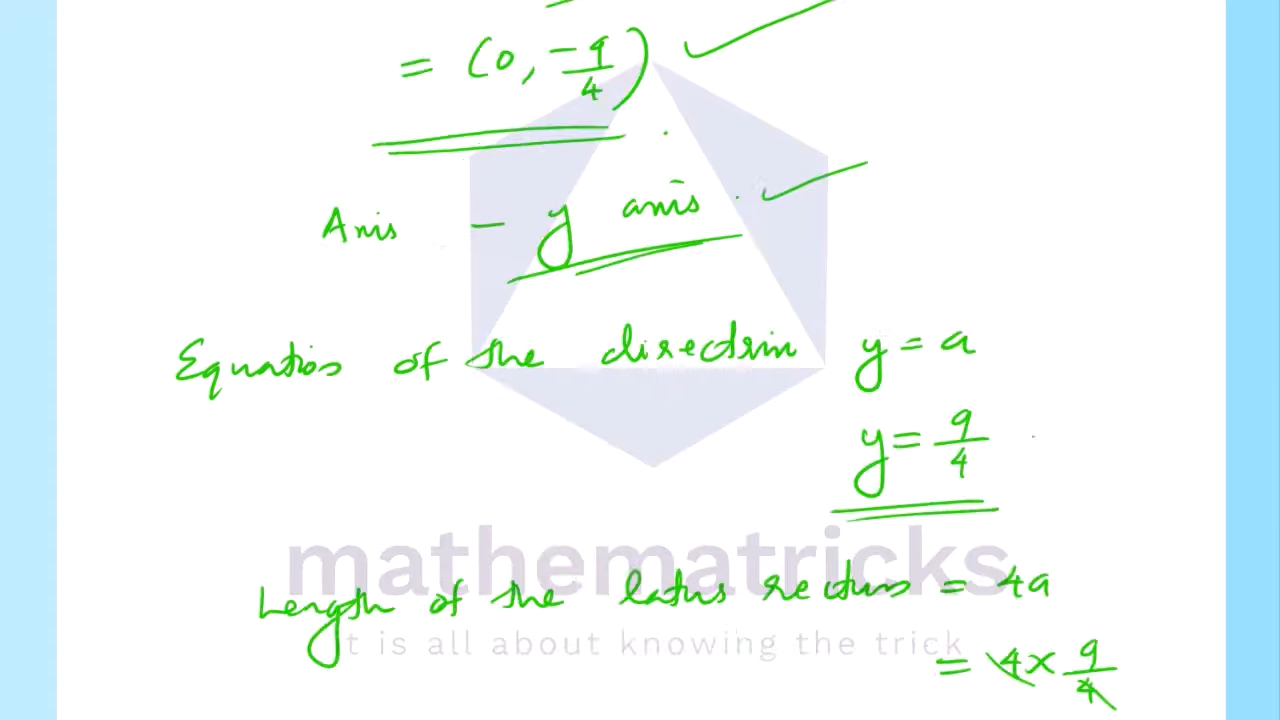 = (0, -9/4)
Axis - y axis.
Equation of the directrix y = a
y = 9/4
mathematricks
Length of the latus rectum = 4a
it is all about knowing the trick
= 4 x 9/4